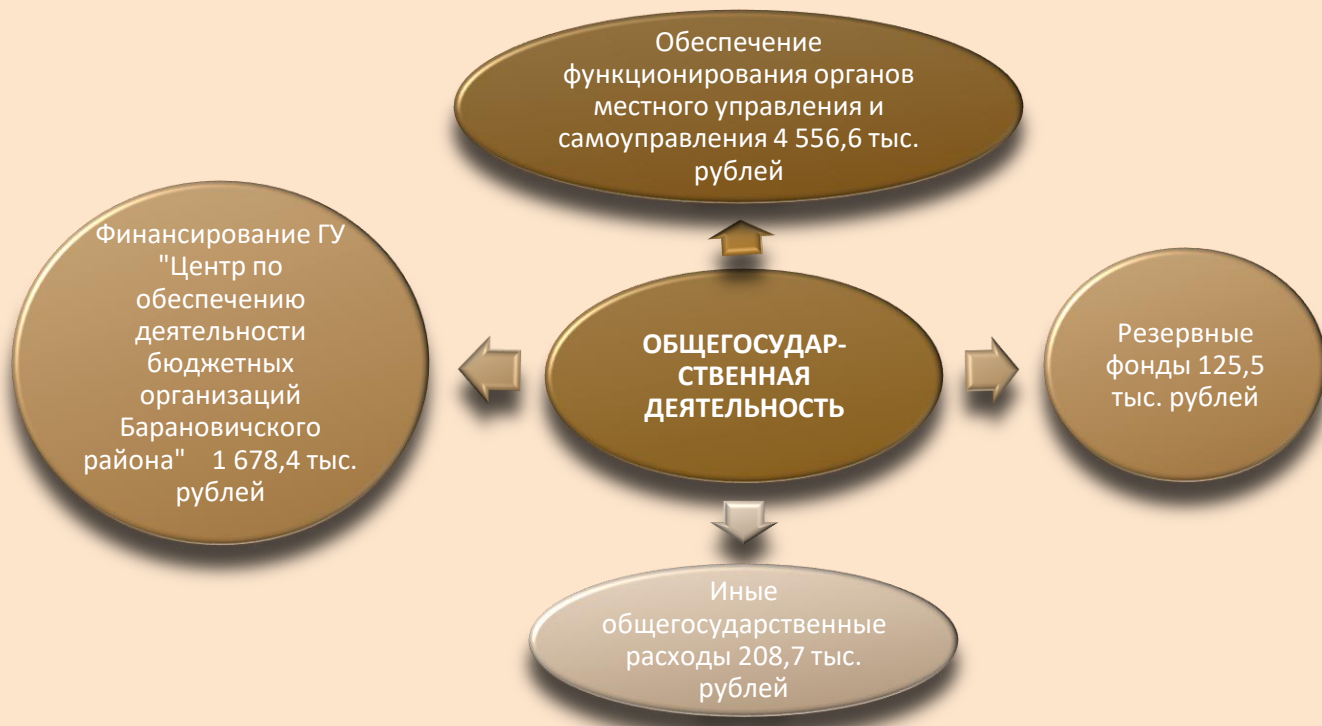 Обеспечение
функционирования органов
местного управления и
самоуправления 4 556,6 тыс.
рублей
Финансирование ГУ
"Центр по
обеспечению
деятельности
бюджетных
организаций
Барановичского
района" 1 678,4 тыс.
рублей
ОБЩЕГОСУДАР-
СТВЕННАЯ
ДЕЯТЕЛЬНОСТЬ
Резервные
фонды 125,5
тыс. рублей
Иные
общегосударственные
расходы 208,7 тыс.
рублей